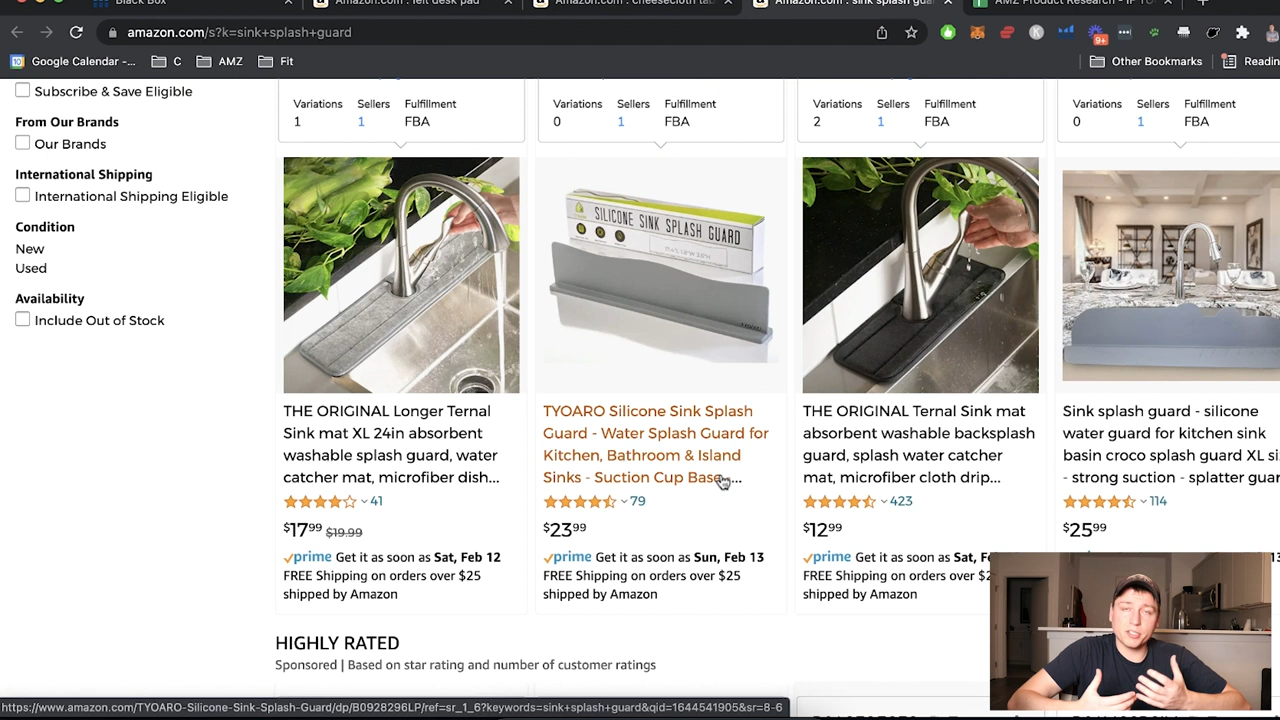 Black Box
Amazon.com : felt desk pad
Amazon.com : cheesecloth tab
Amazon.com : sink splash gu
AMZ Product Research - IP T
amazon.com/s?k=sink+splash+guard
9+
Google Calendar -...
C
AMZ
Fit
Other Bookmarks
Readin
Subscribe & Save Eligible
From Our Brands
Our Brands
International Shipping
International Shipping Eligible
Condition
New
Used
Availability
Include Out of Stock
Variations Sellers Fulfillment
1 1 FBA
THE ORIGINAL Longer Ternal
Sink mat XL 24in absorbent
washable splash guard, water
catcher mat, microfiber dish...
41
$17.99 $19.99
prime Get it as soon as Sat, Feb 12
FREE Shipping on orders over $25
shipped by Amazon
Variations Sellers Fulfillment
0 1 FBA
SILICONE SINK SPLASH GUARD
TYOARO Silicone Sink Splash
Guard - Water Splash Guard for
Kitchen, Bathroom & Island
Sinks - Suction Cup Base...
79
$23.99
prime Get it as soon as Sun, Feb 13
FREE Shipping on orders over $25
shipped by Amazon
Variations Sellers Fulfillment
2 1 FBA
THE ORIGINAL Ternal Sink mat
absorbent washable backsplash
guard, splash water catcher
mat, microfiber cloth drip...
423
$12.99
prime Get it as soon as Sat, F
FREE Shipping on orders over $2
shipped by Amazon
Variations Sellers Fulfillment
0 1 FBA
Sink splash guard - silicone
water guard for kitchen sink
basin croco splash guard XL si
- strong suction - splatter guar
114
$25.99
HIGHLY RATED
Sponsored | Based on star rating and number of customer ratings
https://www.amazon.com/TYOARO-Silicone-Sink-Splash-Guard/dp/B0928296LP/ref=sr_1_6?keywords=sink+splash+guard&qid=1644541905&sr=8-6